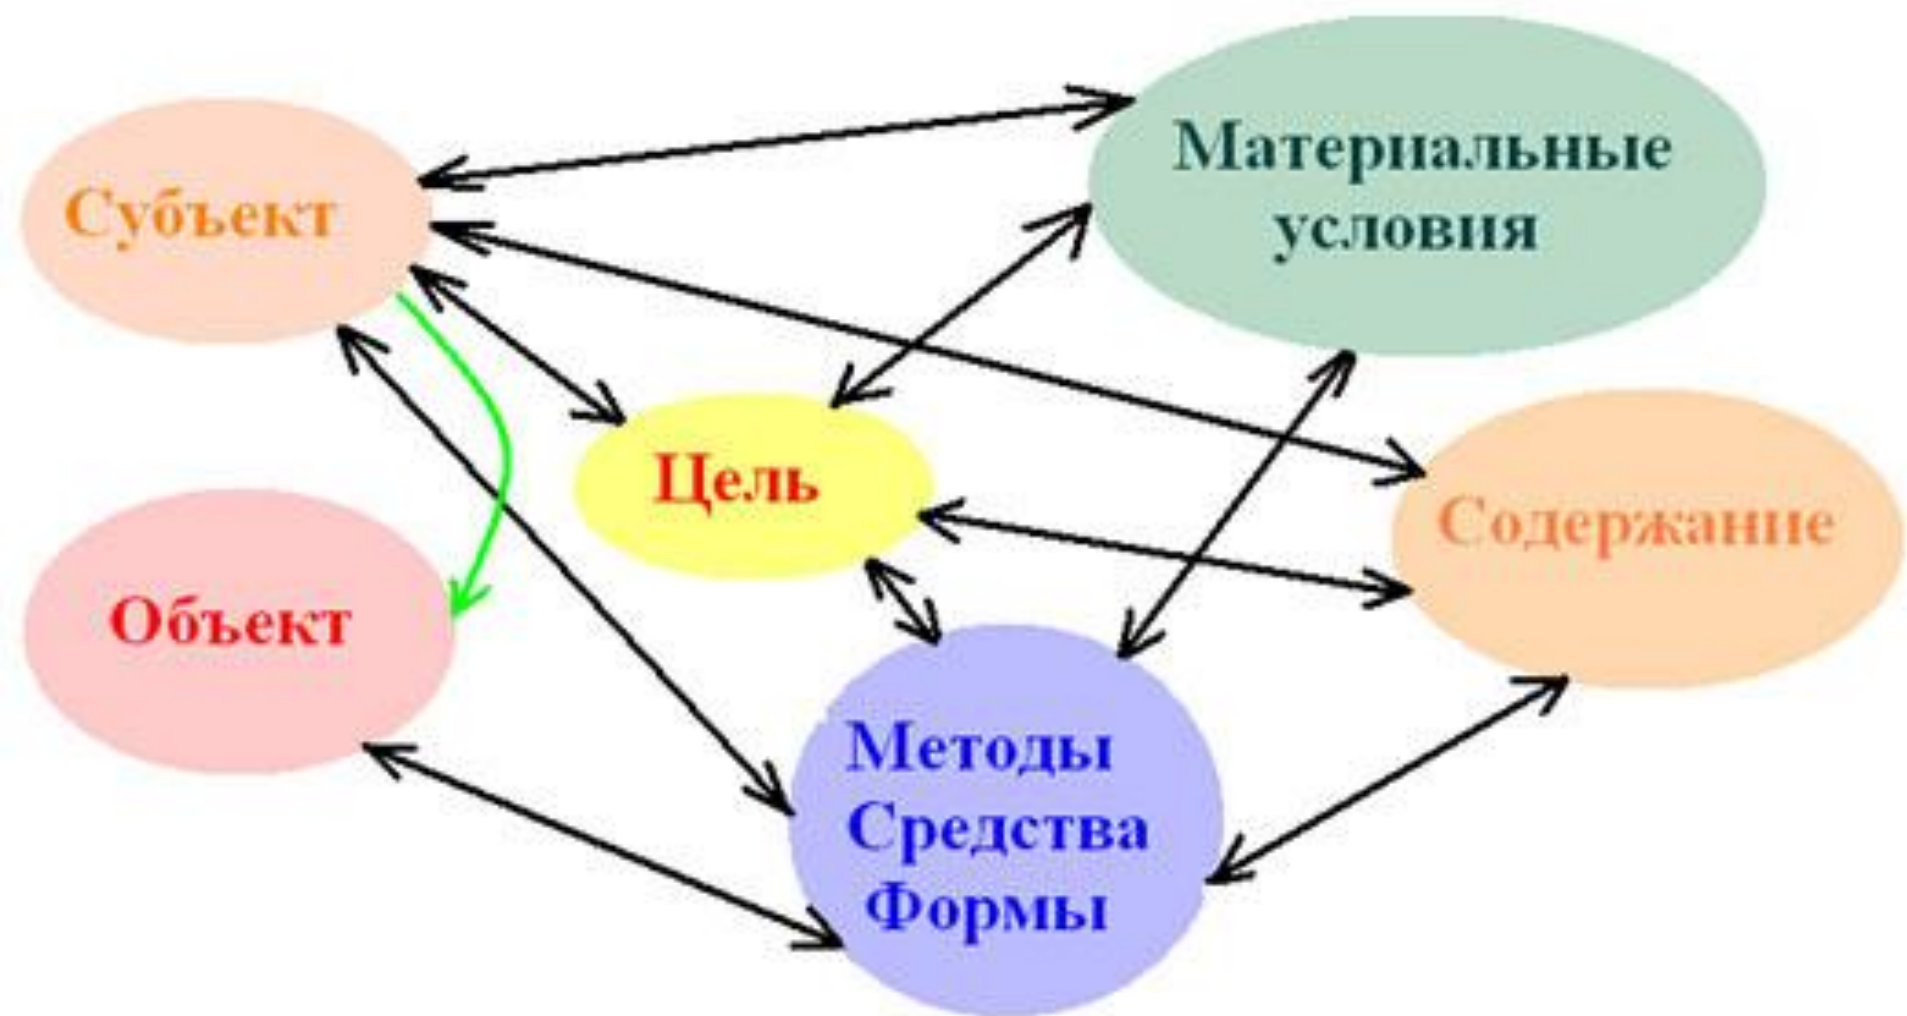 Субъект
Материальные
условия
Цель
Содержание
Объект
Методы
Средства
Формы